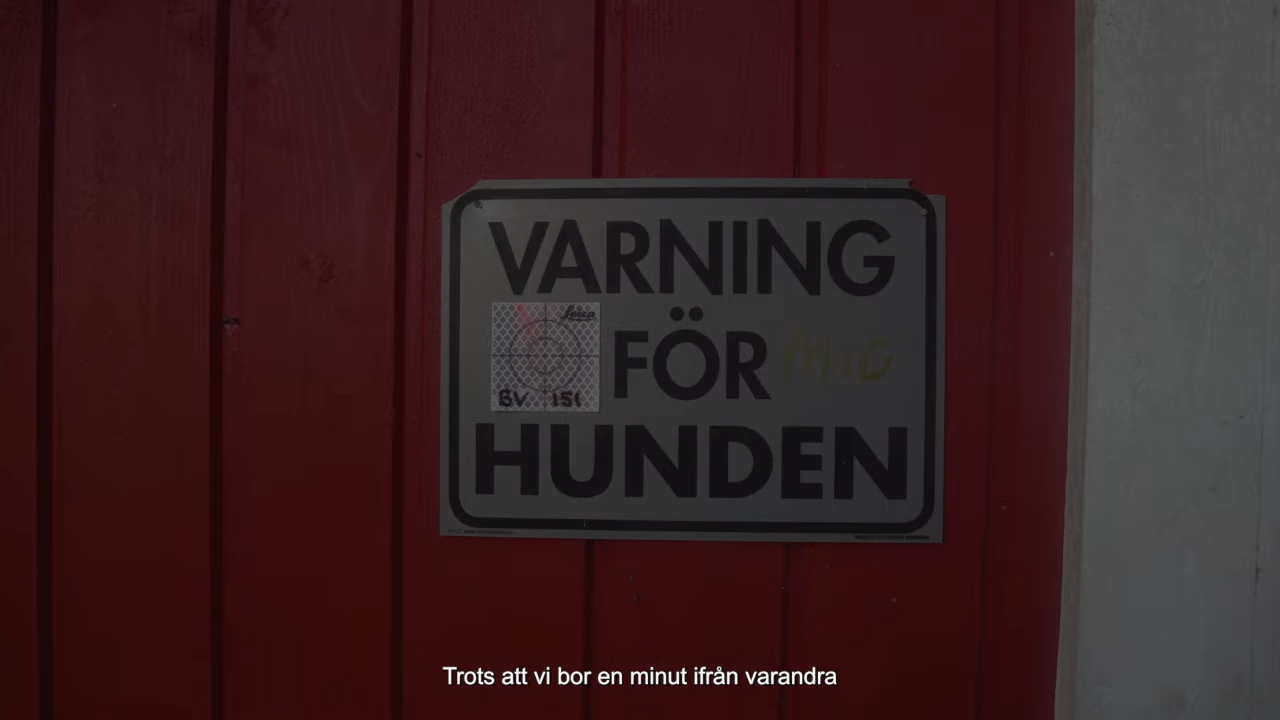 VARNING
Leica
FÖR MIG
BV 151
HUNDEN
Trots att vi bor en minut ifrån varandra